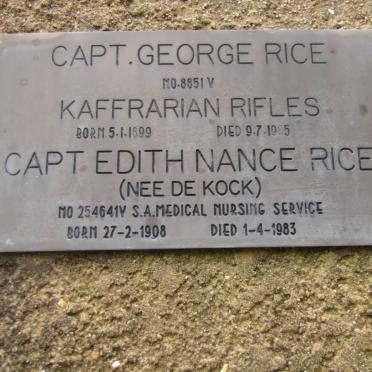 CAPT. GEORGE RICE
NO. 8851 V
KAFFRARIAN RIFLES
BORN 5.1.1899 DIED
CAPT EDITH NANCE RICE
(NEE DE KOCK)
NO 254641V S.A. MEDICAL NURSING SERVICE
BORN 27-2-1908 DIED 1-4-1983